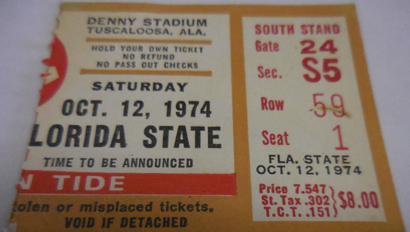 DENNY STADIUM
TUSCALOOSA, ALA.
HOLD YOUR OWN TICKET
NO REFUND
NO PASS OUT CHECKS
SATURDAY
OCT. 12, 1974
LORIDA STATE
TIME TO BE ANNOUNCED
N TIDE
tolen or misplaced tickets.
VOID IF DETACHED
SOUTH STAND
Gate 24
Sec. S5
Row 59
Seat 1
FLA. STATE
OCT. 12, 1974
Price 7.547
St. Tax .302
T.C.T. .151
$8.00